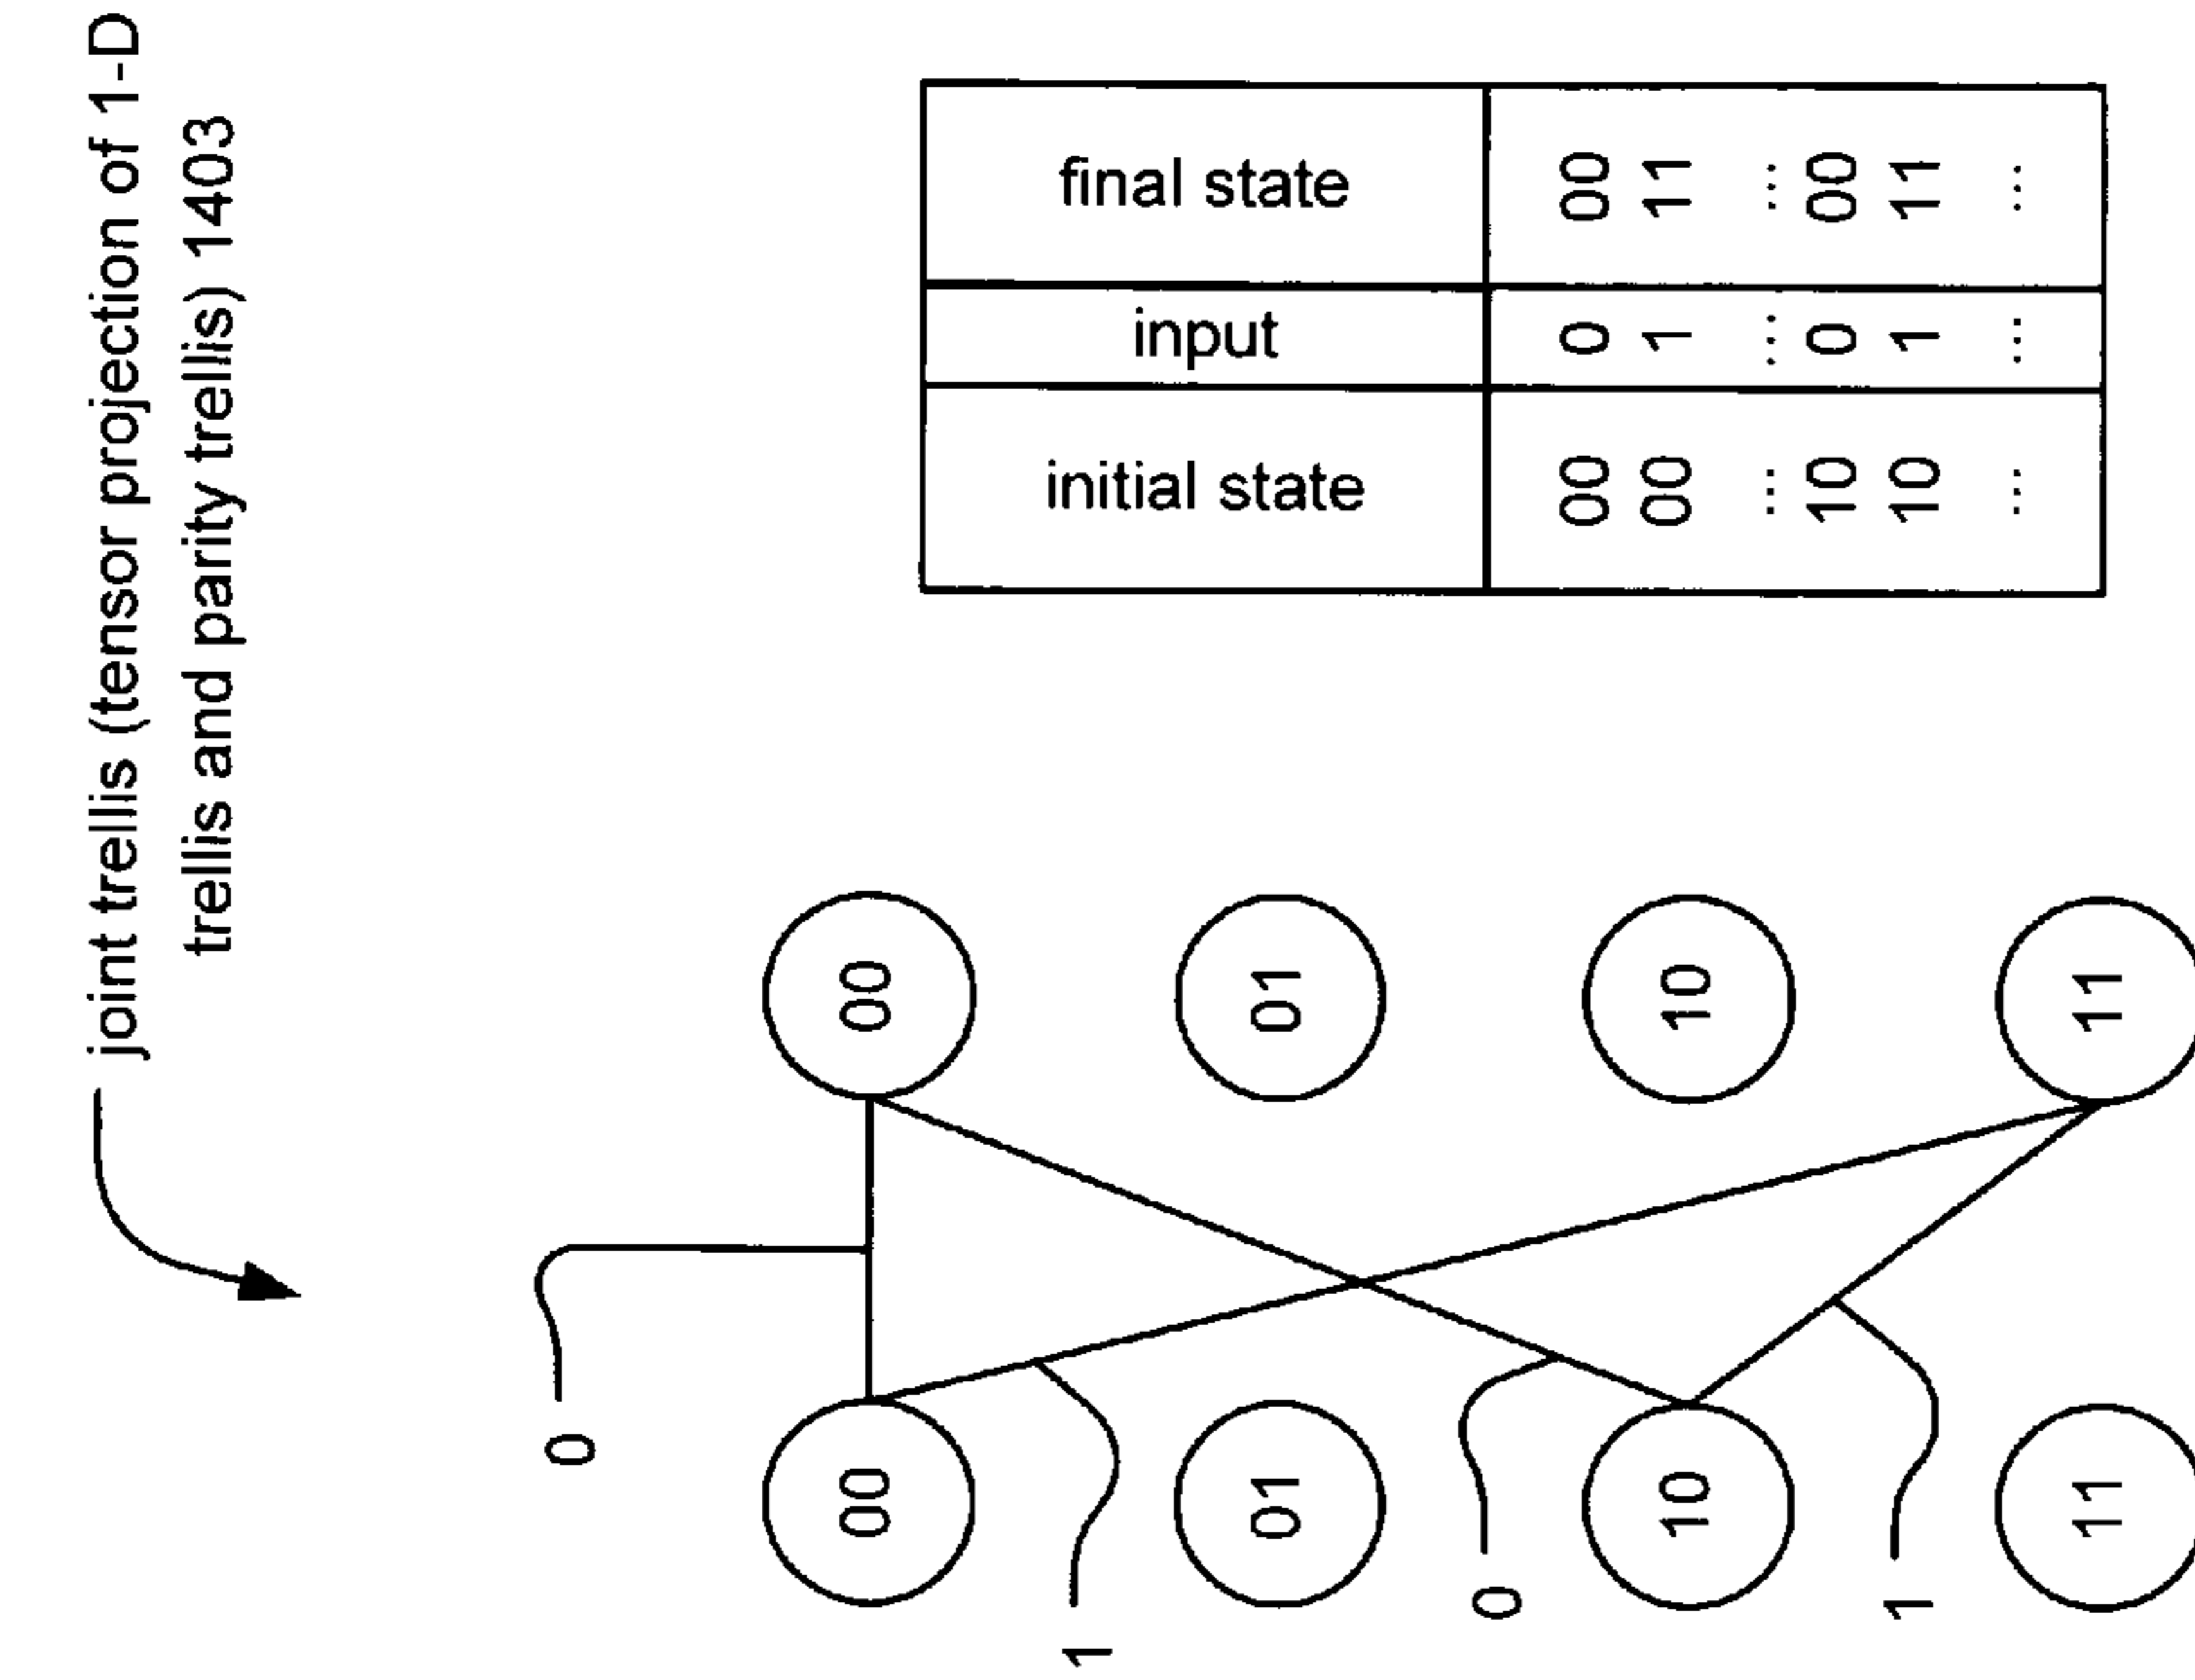 joint trellis (tensor projection of 1-D
trellis and parity trellis) 1403
0
00 00
1
01 01
0
10 10
1
11 11
initial state input final state
00 0 00
00 1 11
... ... ...
10 0 00
10 1 11
... ... ...